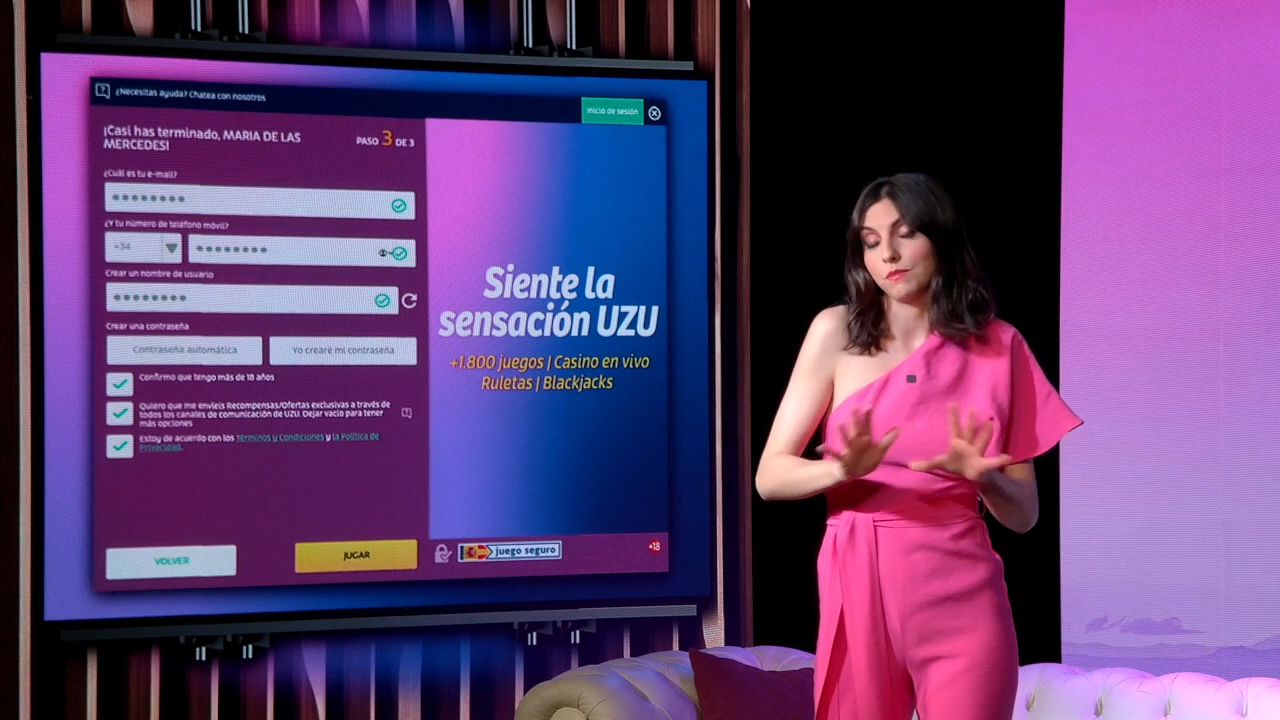 ¿Necesitas ayuda? Chatea con nosotros
Inicio de sesión
¡Casi has terminado, MARIA DE LAS
MERCEDES!
PASO 3 DE 3
¿Cuál es tu e-mail?
¿Y tu número de teléfono móvil?
+34
Crear un nombre de usuario
Crear una contraseña
Contraseña automática
Yo crearé mi contraseña
Confirmo que tengo más de 18 años
Quiero que me envíeis Recompensas/Ofertas exclusivas a través de
todos los canales de comunicación de UZU. Dejar vacío para tener
más opciones
Estoy de acuerdo con los Términos y Condiciones y la Política de
Privacidad.
VOLVER
JUGAR
Siente la
sensación UZU
+1.800 juegos | Casino en vivo
Ruletas | Blackjacks
juego seguro
+18